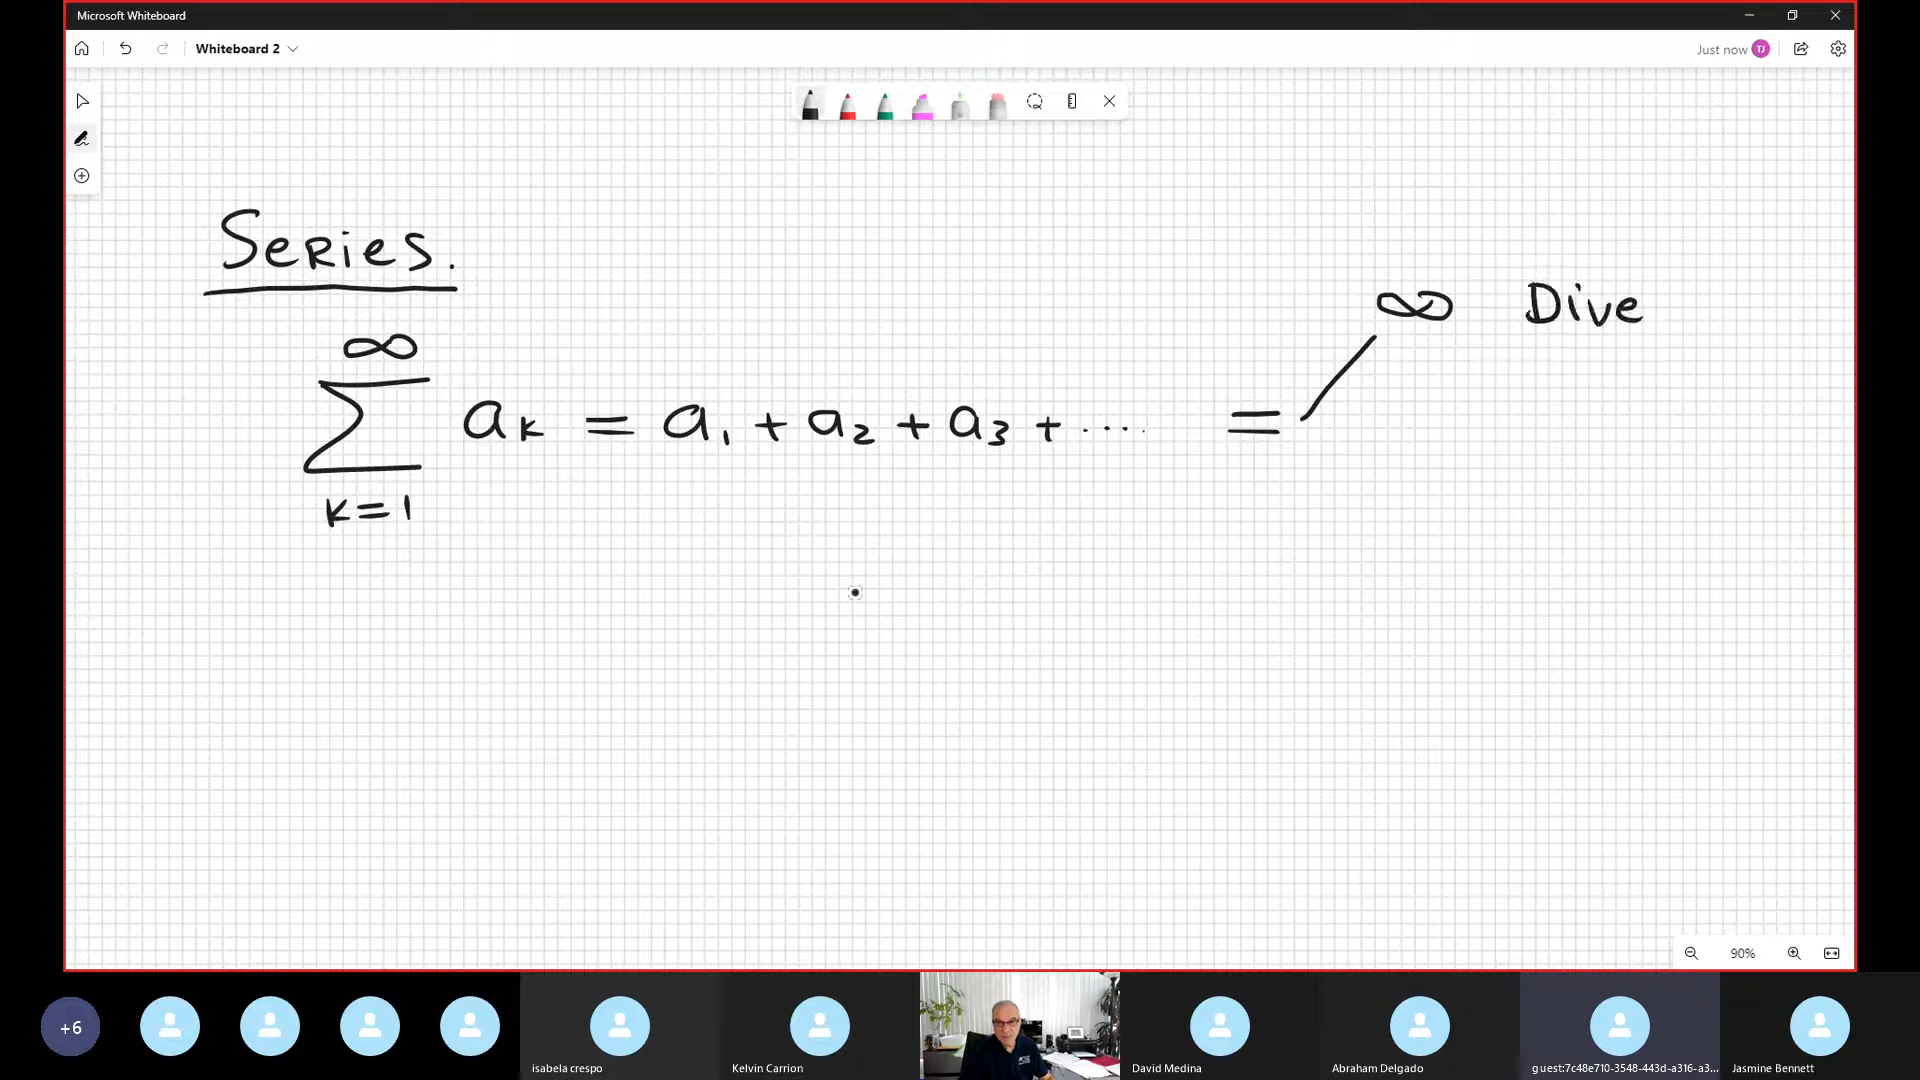 Microsoft Whiteboard
Whiteboard 2
Just now TJ
Series.
∞ Dive
∞
∑ aₖ = a₁ + a₂ + a₃ + ..... =
k=1
90%
+6
isabela crespo
Kelvin Carrion
David Medina
Abraham Delgado
guest:7c48e710-3548-443d-a316-a3...
Jasmine Bennett